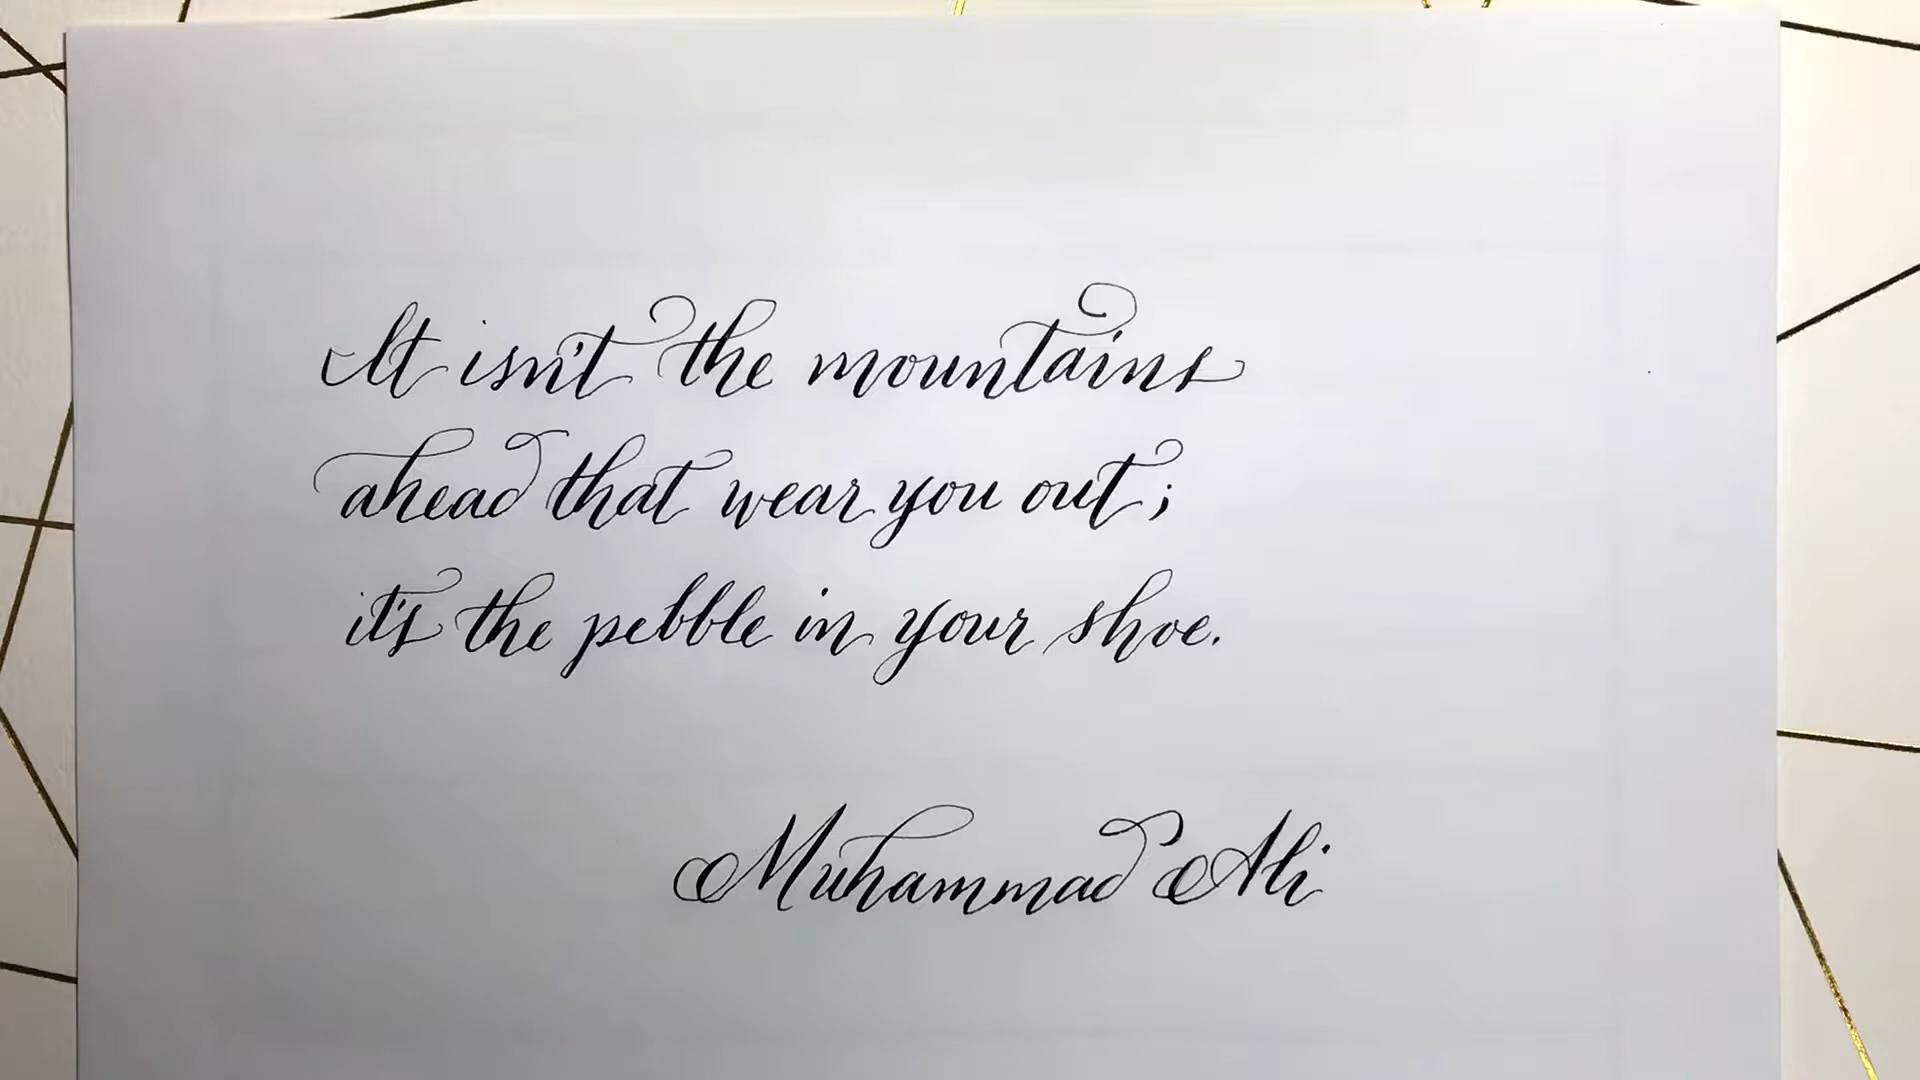 It isn't the mountains
ahead that wear you out;
it's the pebble in your shoe.
Muhammad Ali